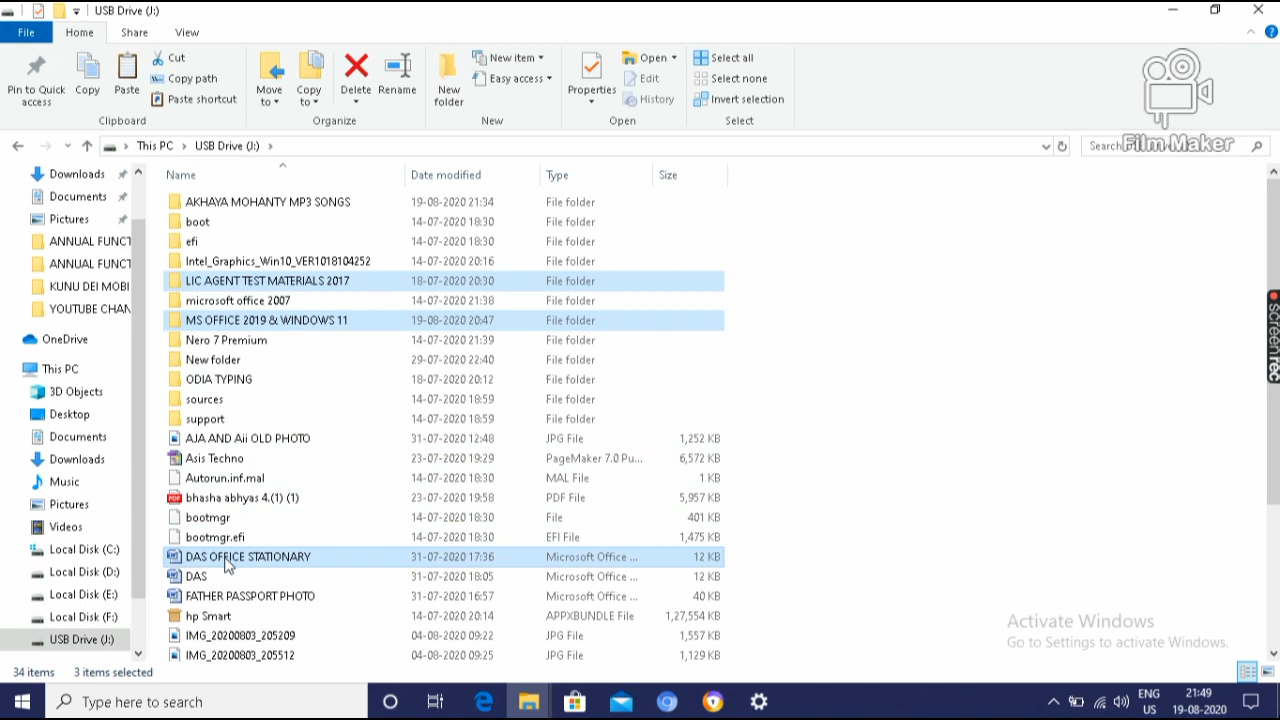 USB Drive (J:)
File Home Share View
Pin to Quick access
Copy
Paste
Cut
Copy path
Paste shortcut
Clipboard
Move to
Copy to
Delete
Rename
Organize
New folder
New item
Easy access
New
Properties
Open
Edit
History
Open
Select all
Select none
Invert selection
Select
Film Maker
This PC > USB Drive (J:) >
Search
Downloads
Documents
Pictures
ANNUAL FUNCT
ANNUAL FUNCT
KUNU DEI MOBI
YOUTUBE CHAN
OneDrive
This PC
3D Objects
Desktop
Documents
Downloads
Music
Pictures
Videos
Local Disk (C:)
Local Disk (D:)
Local Disk (E:)
Local Disk (F:)
USB Drive (J:)
Name Date modified Type Size
AKHAYA MOHANTY MP3 SONGS 19-08-2020 21:34 File folder
boot 14-07-2020 18:30 File folder
efi 14-07-2020 18:30 File folder
Intel_Graphics_Win10_VER1018104252 14-07-2020 20:16 File folder
LIC AGENT TEST MATERIALS 2017 18-07-2020 20:30 File folder
microsoft office 2007 14-07-2020 21:38 File folder
MS OFFICE 2019 & WINDOWS 11 19-08-2020 20:47 File folder
Nero 7 Premium 14-07-2020 21:39 File folder
New folder 29-07-2020 22:40 File folder
ODIA TYPING 18-07-2020 20:12 File folder
sources 14-07-2020 18:59 File folder
support 14-07-2020 18:59 File folder
AJA AND Aii OLD PHOTO 31-07-2020 12:48 JPG File 1,252 KB
Asis Techno 23-07-2020 19:29 PageMaker 7.0 Pu... 6,572 KB
Autorun.inf.mal 14-07-2020 18:30 MAL File 1 KB
bhasha abhyas 4.(1) (1) 23-07-2020 19:58 PDF File 5,957 KB
bootmgr 14-07-2020 18:30 File 401 KB
bootmgr.efi 14-07-2020 18:30 EFI File 1,475 KB
DAS OFFICE STATIONARY 31-07-2020 17:36 Microsoft Office ... 12 KB
DAS 31-07-2020 18:05 Microsoft Office ... 12 KB
FATHER PASSPORT PHOTO 31-07-2020 16:57 Microsoft Office ... 40 KB
hp Smart 14-07-2020 20:14 APPXBUNDLE File 1,27,554 KB
IMG_20200803_205209 04-08-2020 09:22 JPG File 1,557 KB
IMG_20200803_205512 04-08-2020 09:25 JPG File 1,129 KB
screenrec
Activate Windows
Go to Settings to activate Windows.
34 items 3 items selected
Type here to search
ENG
US
21:49
19-08-2020